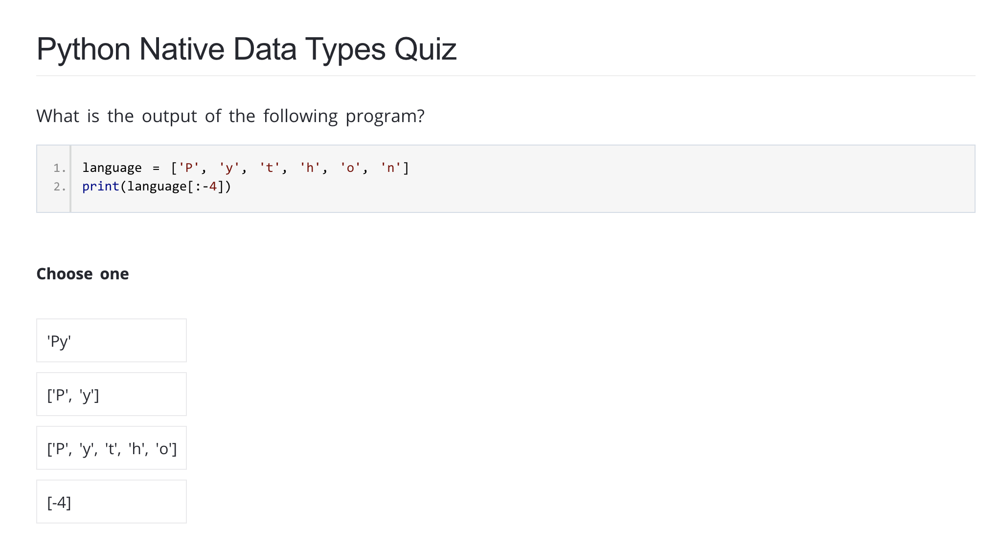 Python Native Data Types Quiz
What is the output of the following program?
1. language = ['P', 'y', 't', 'h', 'o', 'n']
2. print(language[:-4])
Choose one
'Py'
['P', 'y']
['P', 'y', 't', 'h', 'o']
[-4]